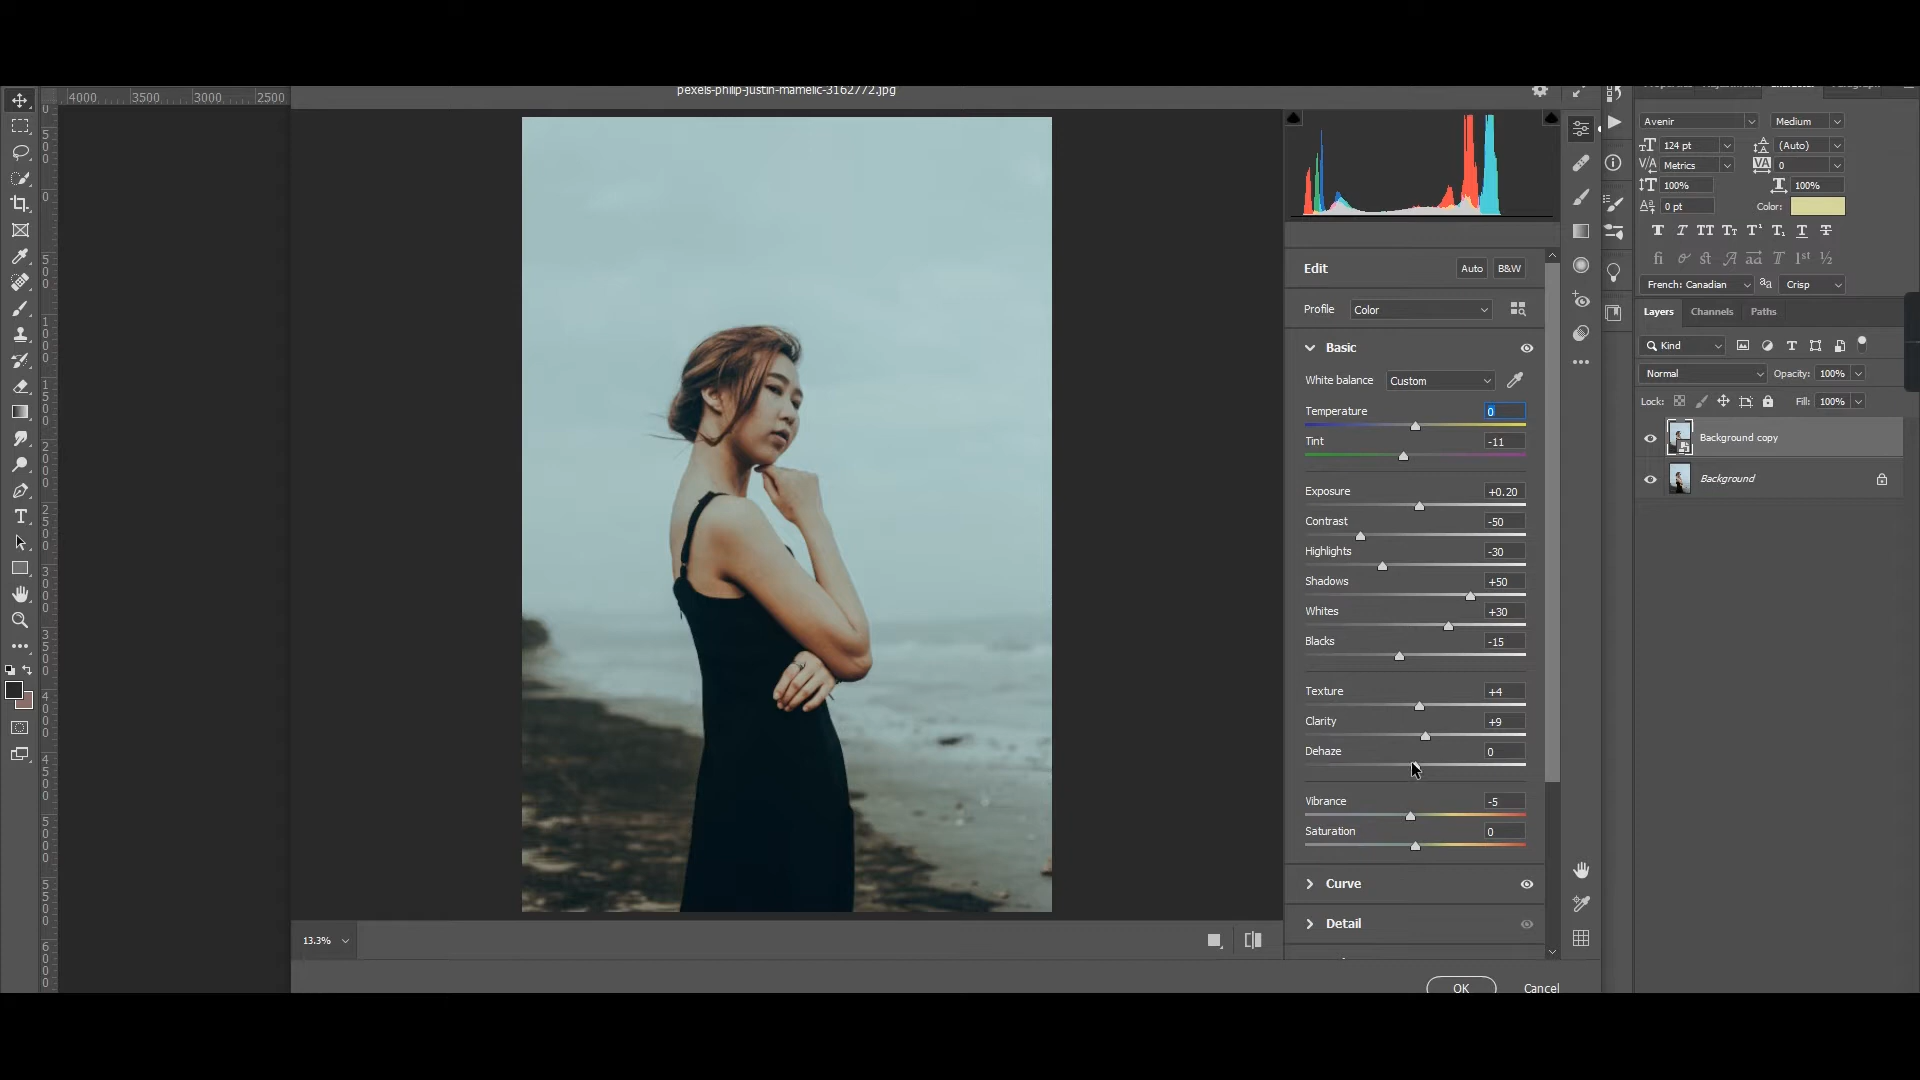 pexels-philip-justin-mamelic-3162772.jpg
4000 3500 3000 2500
Avenir Medium
124 pt (Auto)
Metrics 0
100% 100%
0 pt Color:
French: Canadian Crisp
Edit Auto B&W
Profile Color
Basic
White balance Custom
Temperature 0
Tint -11
Exposure +0.20
Contrast -50
Highlights -30
Shadows +50
Whites +30
Blacks -15
Texture +4
Clarity +9
Dehaze 0
Vibrance -5
Saturation 0
Curve
Detail
13.3%
OK Cancel
Layers Channels Paths
Kind
Normal Opacity: 100%
Lock: Fill: 100%
Background copy
Background